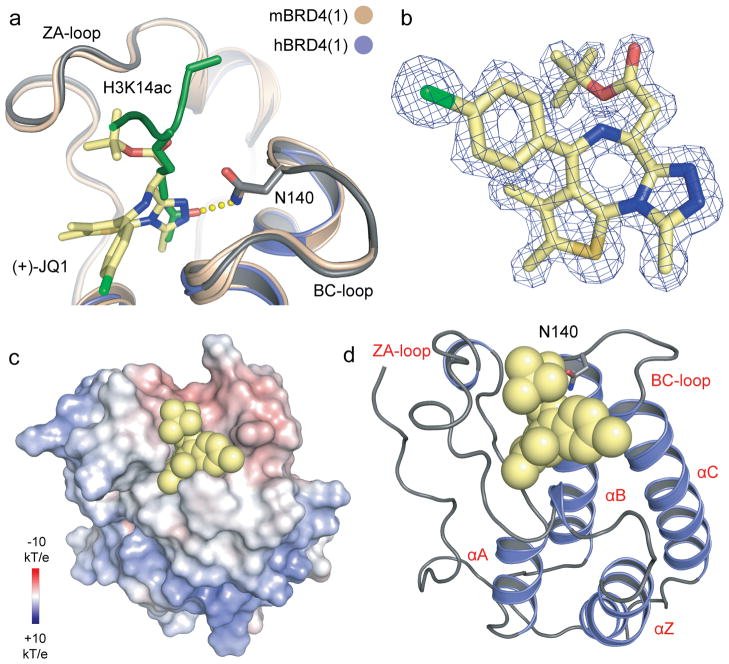 a
ZA-loop
mBRD4(1)
hBRD4(1)
H3K14ac
N140
(+)-JQ1
BC-loop
b
c
-10
kT/e
+10
kT/e
d
N140
ZA-loop
BC-loop
αC
αB
αA
αZ